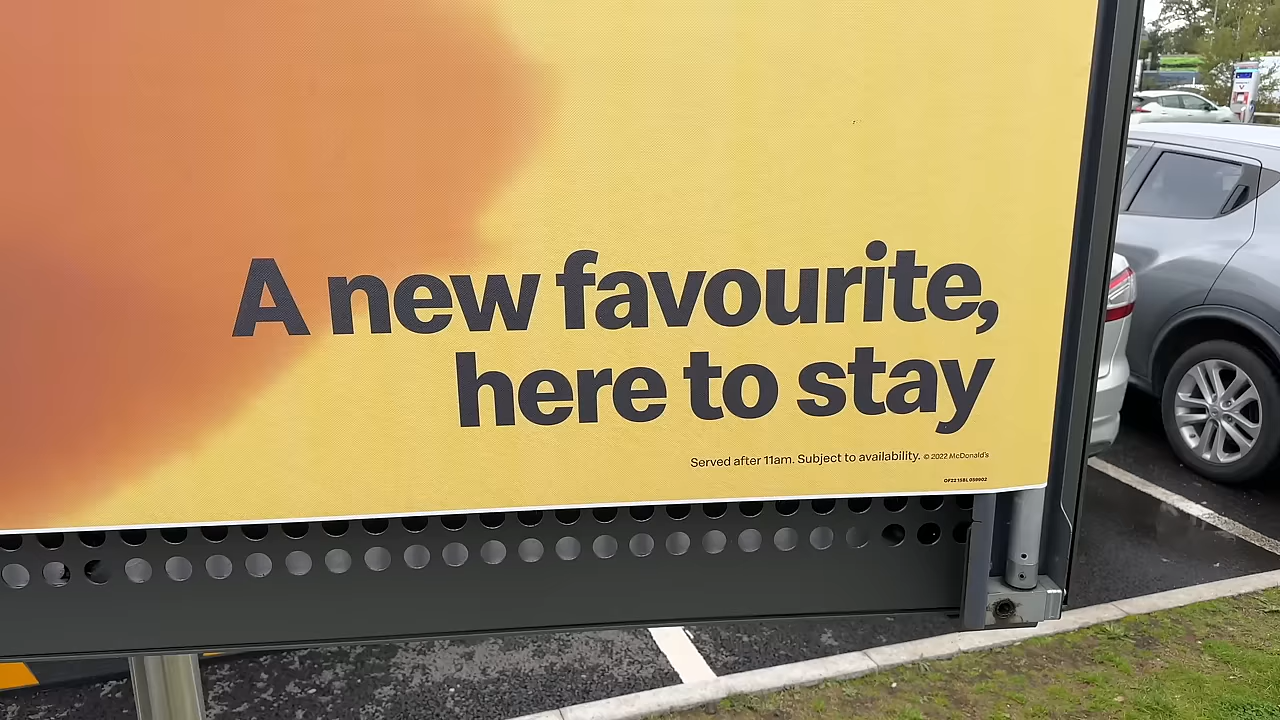 A new favourite,
here to stay
Served after 11am. Subject to availability. © 2022 McDonald's